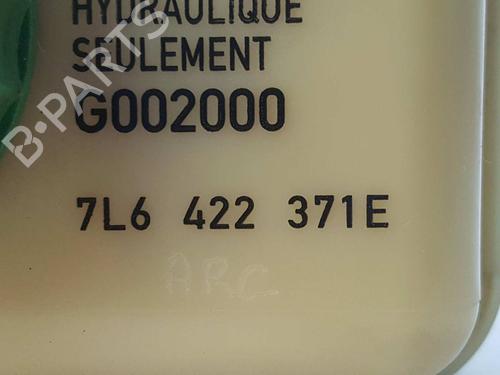 HYDRAULIQUE
SEULEMENT
G002000
7L6 422 371E
ARC
B-PARTS